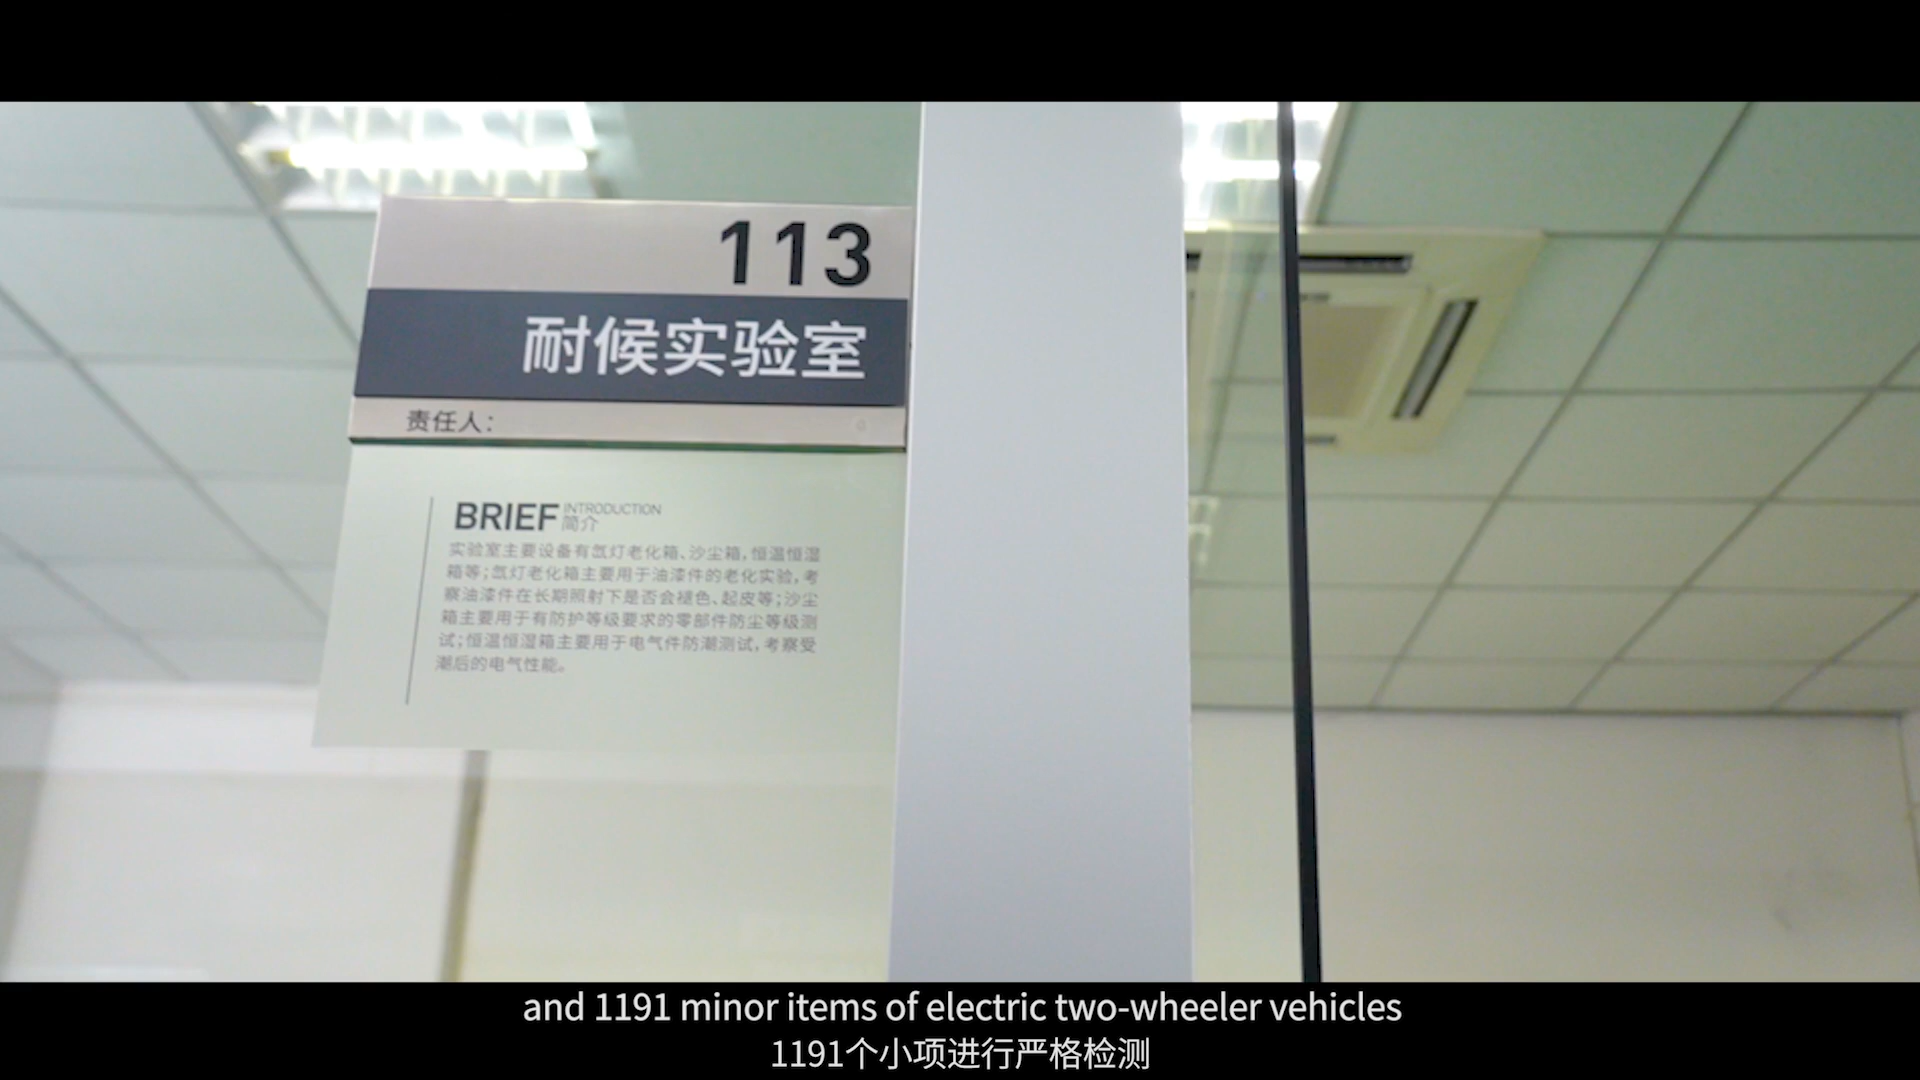 113
耐候实验室
责任人：
BRIEF INTRODUCTION
简介
实验室主要设备有氙灯老化箱、沙尘箱，恒温恒湿
箱等；氙灯老化箱主要用于油漆件的老化实验，考
察油漆件在长期照射下是否会褪色、起皮等；沙尘
箱主要用于有防护等级要求的零部件防尘等级测
试；恒温恒湿箱主要用于电气件防潮测试，考察受
潮后的电气性能。
and 1191 minor items of electric two-wheeler vehicles
1191个小项进行严格检测